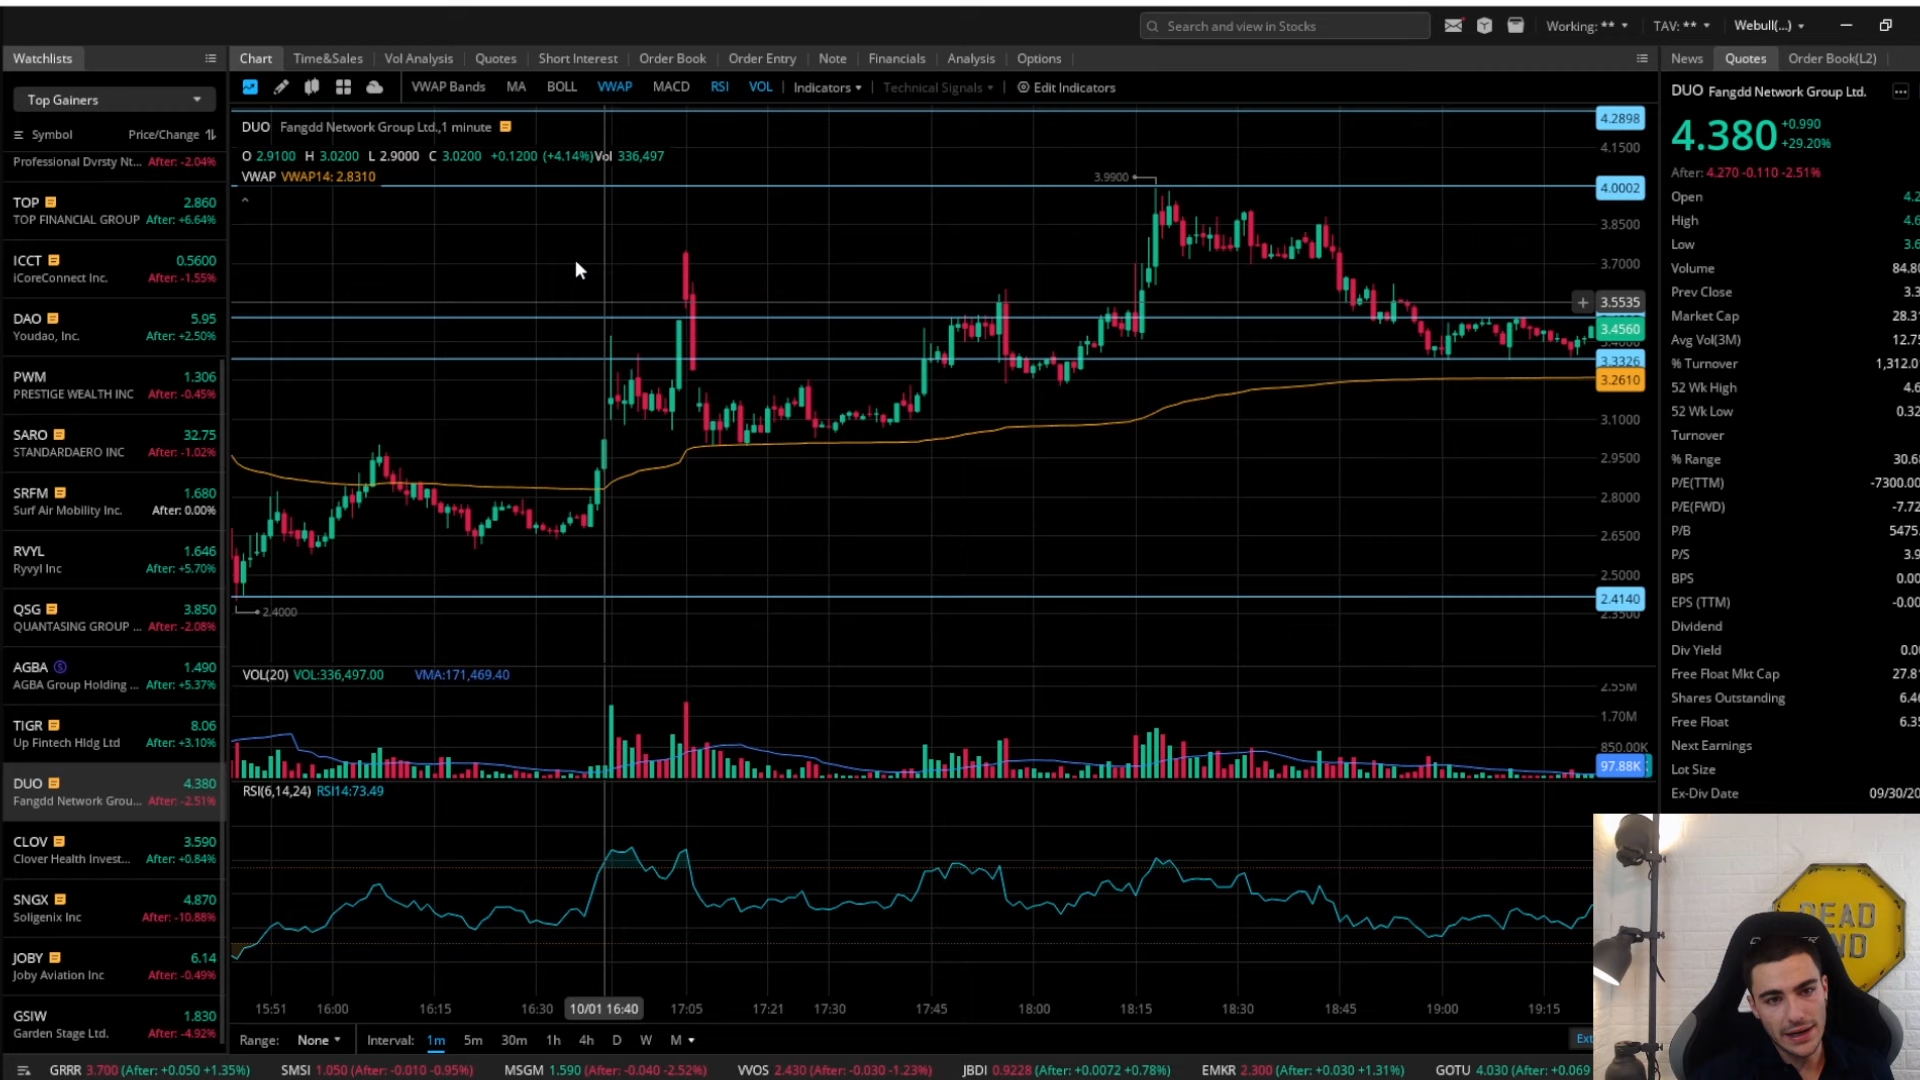 Search and view in Stocks
Working: ** TAV: ** Webull(...)
Watchlists
Top Gainers
Symbol Price/Change
Professional Dvrsty Nt... After: -2.04%
TOP 2.860
TOP FINANCIAL GROUP After: +6.64%
ICCT 0.5600
iCoreConnect Inc. After: -1.55%
DAO 5.95
Youdao, Inc. After: +2.50%
PWM 1.306
PRESTIGE WEALTH INC After: -0.45%
SARO 32.75
STANDARDAERO INC After: -1.02%
SRFM 1.680
Surf Air Mobility Inc. After: 0.00%
RVYL 1.646
Ryvyl Inc After: +5.70%
QSG 3.850
QUANTASING GROUP ... After: -2.08%
AGBA 1.490
AGBA Group Holding ... After: +5.37%
TIGR 8.06
Up Fintech Hldg Ltd After: +3.10%
DUO 4.380
Fangdd Network Grou... After: -2.51%
CLOV 3.590
Clover Health Invest... After: +0.84%
SNGX 4.870
Soligenix Inc After: -10.88%
JOBY 6.14
Joby Aviation Inc After: -0.49%
GSIW 1.830
Garden Stage Ltd. After: -4.92%
Chart Time&Sales Vol Analysis Quotes Short Interest Order Book Order Entry Note Financials Analysis Options
VWAP Bands MA BOLL VWAP MACD RSI VOL Indicators Technical Signals Edit Indicators
DUO Fangdd Network Group Ltd.,1 minute
O 2.9100 H 3.0200 L 2.9000 C 3.0200 +0.1200 (+4.14%)Vol 336,497
VWAP VWAP14: 2.8310
3.9900
2.4000
4.2898
4.1500
4.0002
3.8500
3.7000
3.5535
3.4560
3.3326
3.2610
3.1000
2.9500
2.8000
2.6500
2.5000
2.4140
VOL(20) VOL:336,497.00 VMA:171,469.40
2.55M
1.70M
850.00K
97.88K
RSI(6,14,24) RSI14:73.49
15:51 16:00 16:15 16:30 10/01 16:40 17:05 17:21 17:30 17:45 18:00 18:15 18:30 18:45 19:00 19:15
Range: None Interval: 1m 5m 30m 1h 4h D W M Ext
News Quotes Order Book(L2)
DUO Fangdd Network Group Ltd.
4.380 +0.990
+29.20%
After: 4.270 -0.110 -2.51%
Open 4.2
High 4.6
Low 3.6
Volume 84.80
Prev Close 3.3
Market Cap 28.31
Avg Vol(3M) 12.75
% Turnover 1,312.0
52 Wk High 4.6
52 Wk Low 0.32
Turnover
% Range 30.68
P/E(TTM) -7300.00
P/E(FWD) -7.72
P/B 5475.
P/S 3.9
BPS 0.00
EPS (TTM) -0.00
Dividend
Div Yield 0.0
Free Float Mkt Cap 27.81
Shares Outstanding 6.46
Free Float 6.35
Next Earnings
Lot Size
Ex-Div Date 09/30/20
GRRR 3.700 (After: +0.050 +1.35%) SMSI 1.050 (After: -0.010 -0.95%) MSGM 1.590 (After: -0.040 -2.52%) VVOS 2.430 (After: -0.030 -1.23%) JBDI 0.9228 (After: +0.0072 +0.78%) EMKR 2.300 (After: +0.030 +1.31%) GOTU 4.030 (After: +0.069